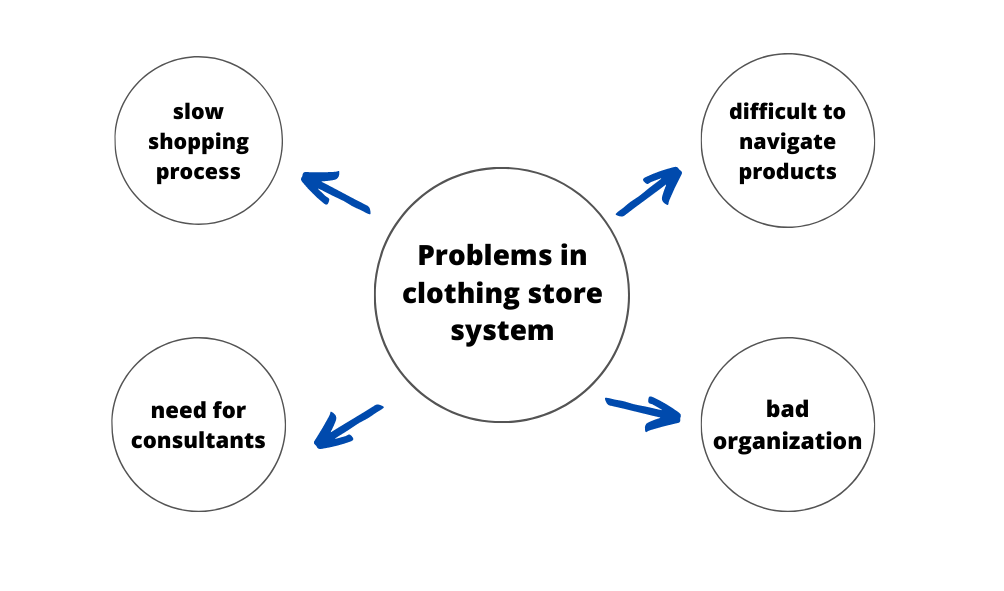 slow
shopping
process
difficult to
navigate
products
Problems in
clothing store
system
need for
consultants
bad
organization